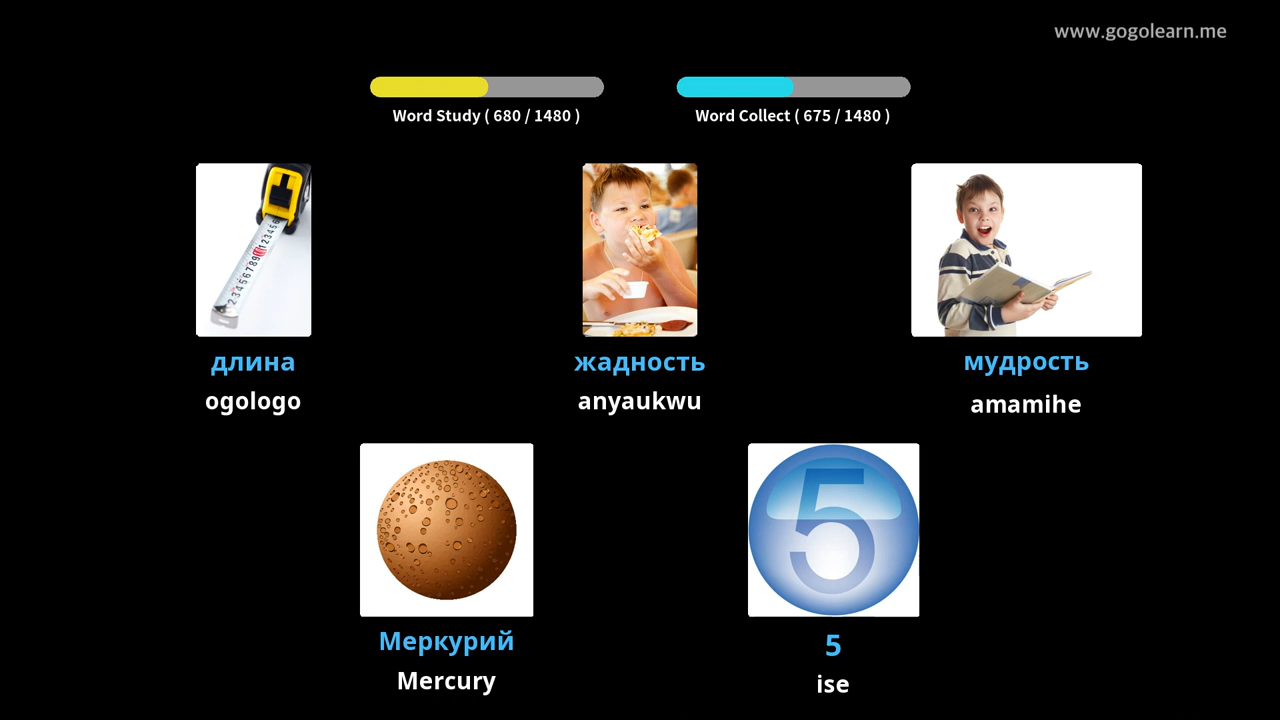 www.gogolearn.me
Word Study ( 680 / 1480 )
Word Collect ( 675 / 1480 )
длина
ogologo
жадность
anyaukwu
мудрость
amamihe
5
Меркурий
Mercury
5
ise